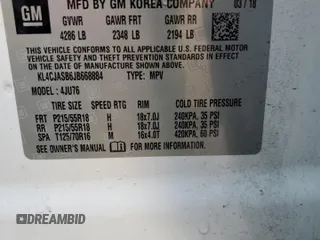 MFD BY GM KOREA COMPANY 03/18
GVWR GAWR FRT GAWR RR
4286 LB 2348 LB 2194 LB
THIS VEHICLE CONFORMS TO ALL APPLICABLE U.S. FEDERAL MOTOR
VEHICLE SAFETY, BUMPER, AND THEFT PREVENTION STANDARDS IN
EFFECT ON THE DATE OF MANUFACTURE SHOWN ABOVE.
KL4CJASB6JB668884 TYPE: MPV
MODEL: 4JU76
TIRE SIZE SPEED RTG RIM COLD TIRE PRESSURE
FRT P215/55R18 H 18x7.0J 240KPA, 35 PSI
RR P215/55R18 H 18x7.0J 240KPA, 35 PSI
SPA T125/70R16 M 16x4.0T 420KPA, 60 PSI
SEE OWNER'S MANUAL FOR ADDITIONAL INFORMATION
DREAMBID